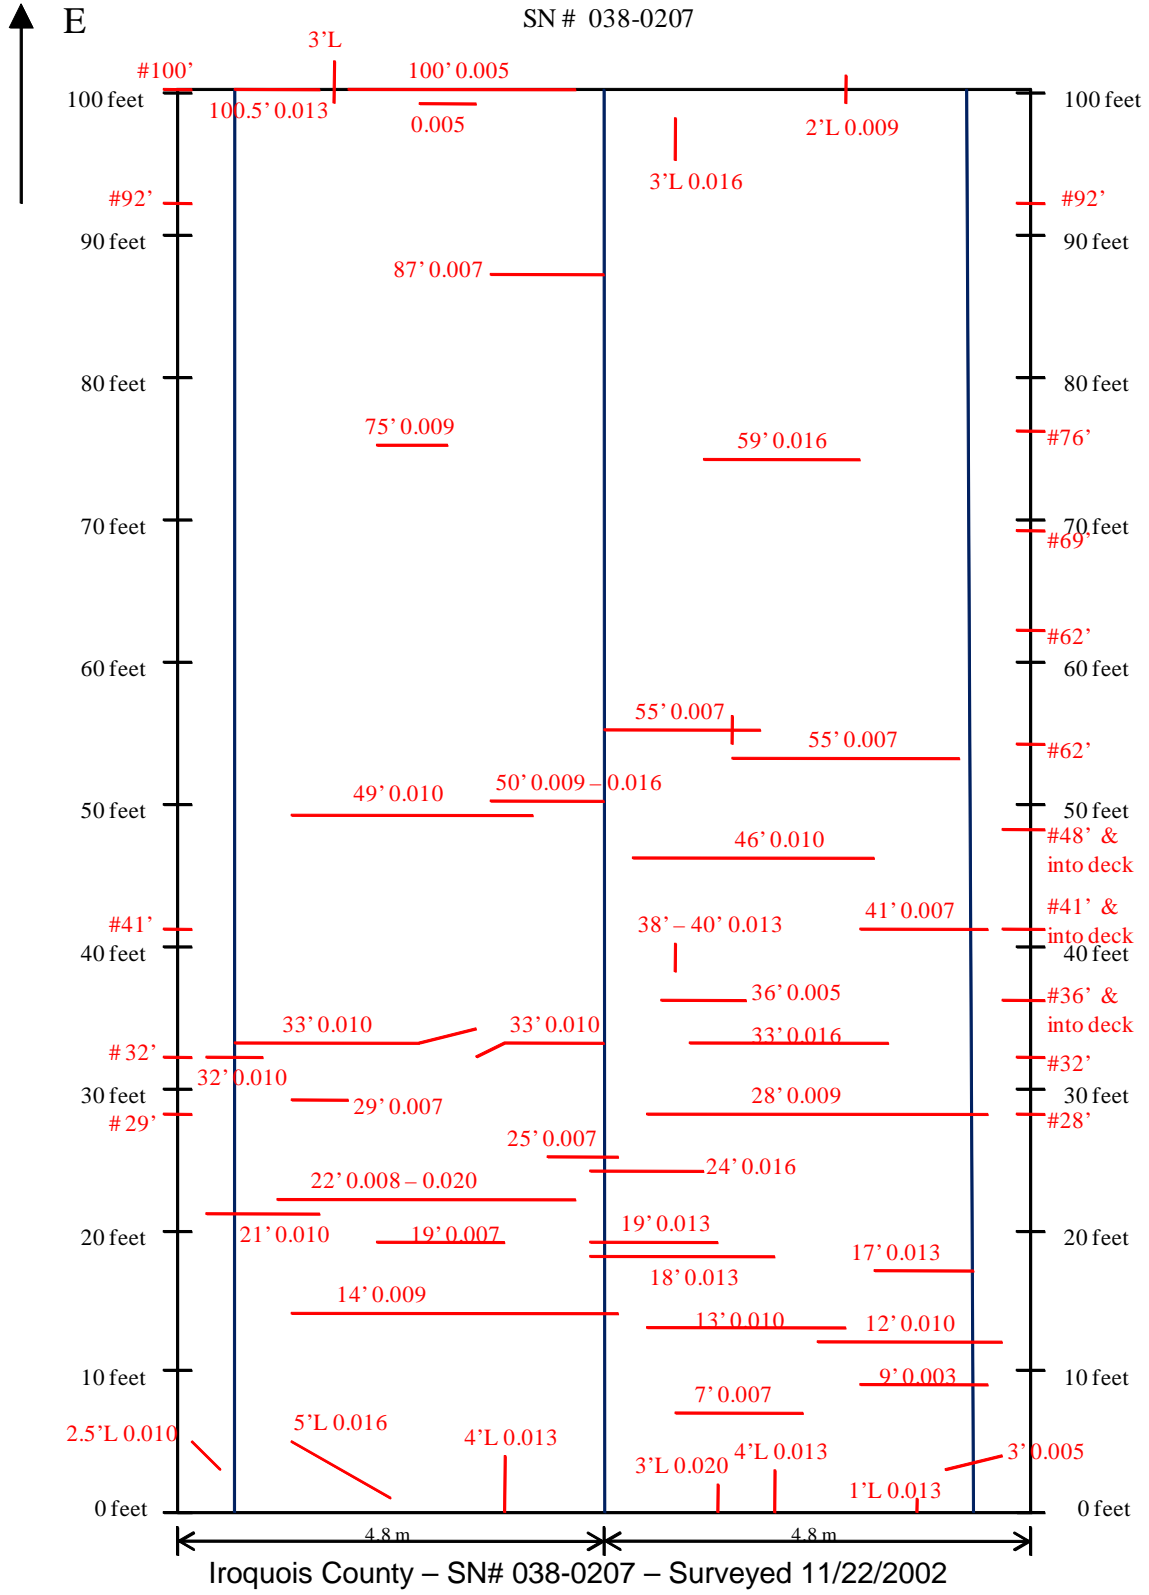 E
SN # 038-0207
3’L
#100’
100’ 0.005
100 feet
100.5’ 0.013
0.005
2’L 0.009
100 feet
3’L 0.016
#92’
#92’
90 feet
90 feet
87’ 0.007
80 feet
80 feet
75’ 0.009
59’ 0.016
#76’
70 feet
70 feet
#69’
#62’
60 feet
60 feet
55’ 0.007
55’ 0.007
#62’
50’ 0.009 – 0.016
49’ 0.010
50 feet
50 feet
46’ 0.010
#48’ &
into deck
#41’
38’ – 40’ 0.013
41’ 0.007
#41’ &
into deck
40 feet
40 feet
36’ 0.005
#36’ &
into deck
33’ 0.010
33’ 0.010
33’ 0.016
# 32’
#32’
32’ 0.010
30 feet
30 feet
29’ 0.007
28’ 0.009
# 29’
#28’
25’ 0.007
24’ 0.016
22’ 0.008 – 0.020
21’ 0.010
19’ 0.007
19’ 0.013
20 feet
20 feet
17’ 0.013
18’ 0.013
14’ 0.009
13’ 0.010
12’ 0.010
10 feet
10 feet
9’ 0.003
7’ 0.007
2.5’L 0.010
5’L 0.016
4’L 0.013
3’L 0.020
4’L 0.013
3’ 0.005
1’L 0.013
0 feet
0 feet
4.8 m
4.8 m
Iroquois County – SN# 038-0207 – Surveyed 11/22/2002